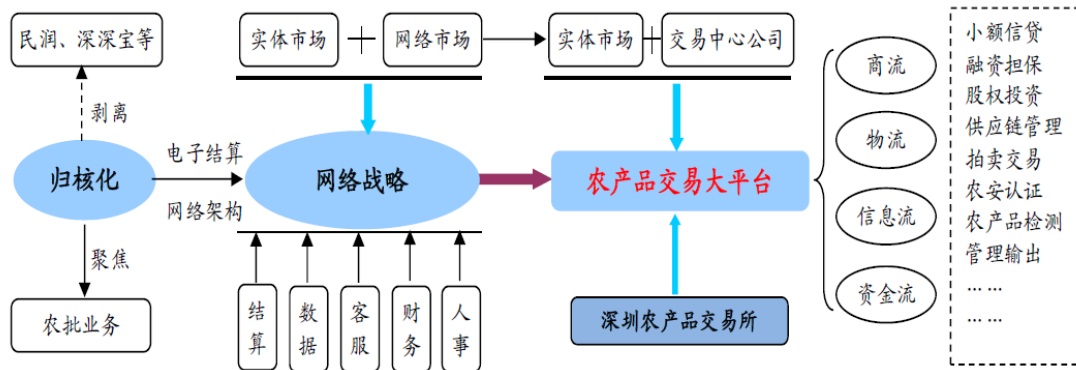 民润、深深宝等
实体市场
网络市场
实体市场
交易中心公司
剥离
归核化
电子结算
网络架构
网络战略
农产品交易大平台
聚焦
农批业务
结算
数据
客服
财务
人事
深圳农产品交易所
商流
物流
信息流
资金流
小额信贷
融资担保
股权投资
供应链管理
拍卖交易
农安认证
农产品检测
管理输出
… …
… …